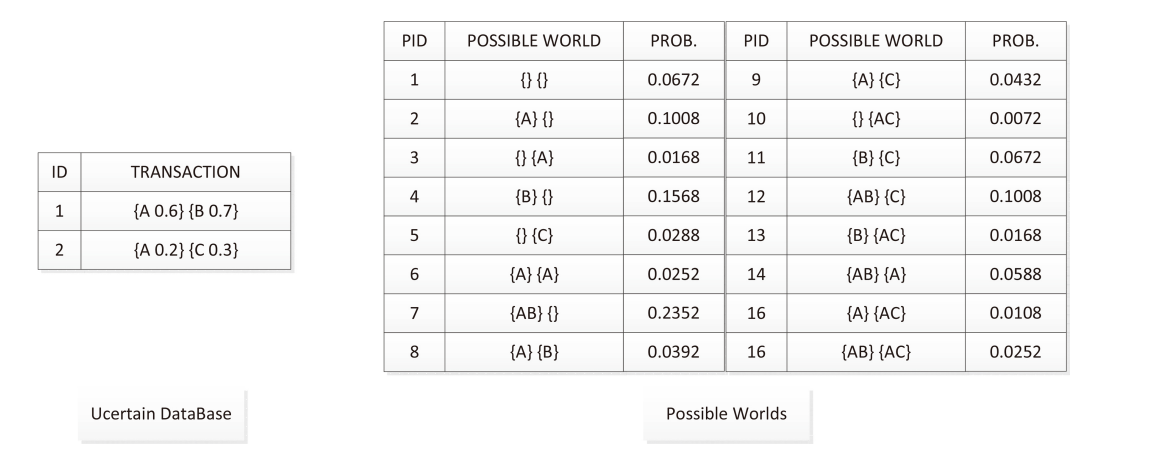 PID POSSIBLE WORLD PROB. PID POSSIBLE WORLD PROB.
1 {} {} 0.0672 9 {A} {C} 0.0432
2 {A} {} 0.1008 10 {} {AC} 0.0072
3 {} {A} 0.0168 11 {B} {C} 0.0672
4 {B} {} 0.1568 12 {AB} {C} 0.1008
5 {} {C} 0.0288 13 {B} {AC} 0.0168
6 {A} {A} 0.0252 14 {AB} {A} 0.0588
7 {AB} {} 0.2352 16 {A} {AC} 0.0108
8 {A} {B} 0.0392 16 {AB} {AC} 0.0252
ID TRANSACTION
1 {A 0.6} {B 0.7}
2 {A 0.2} {C 0.3}
Ucertain DataBase
Possible Worlds